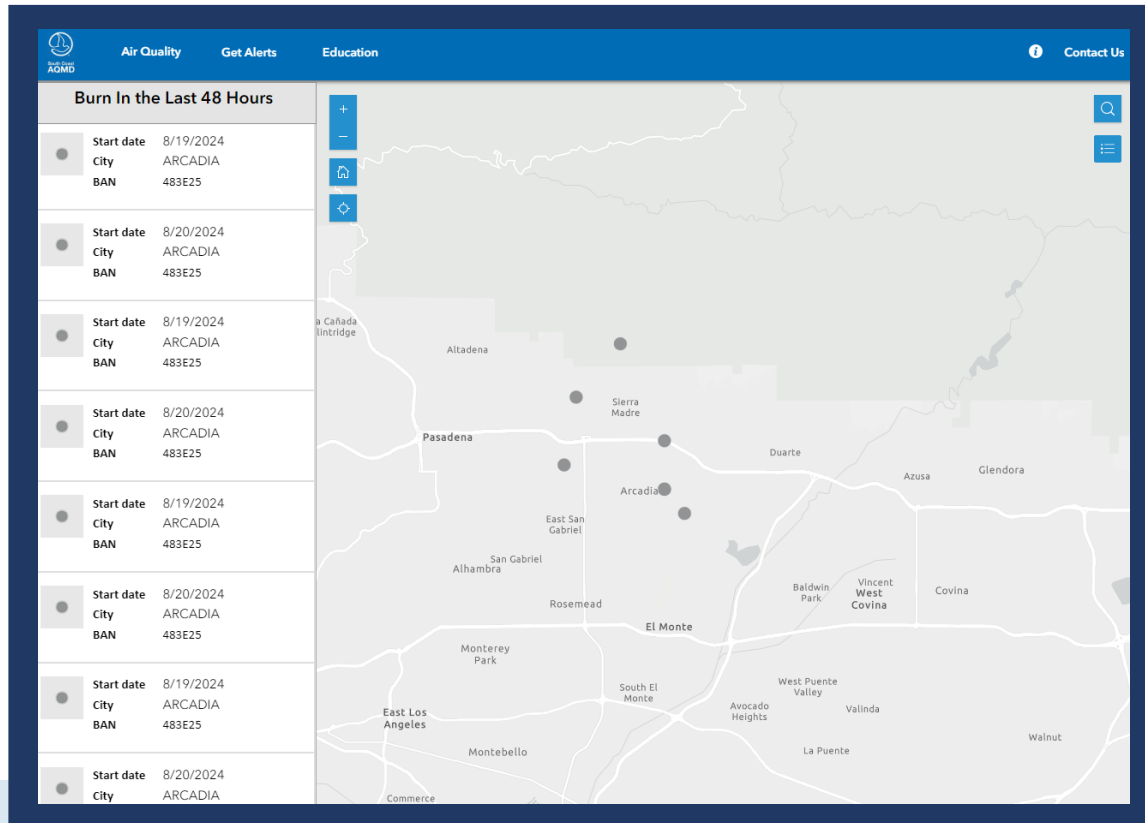 South Coast
AQMD
Air Quality
Get Alerts
Education
Contact Us
Burn In the Last 48 Hours
Start date 8/19/2024
City ARCADIA
BAN 483E25
Start date 8/20/2024
City ARCADIA
BAN 483E25
Start date 8/19/2024
City ARCADIA
BAN 483E25
Start date 8/20/2024
City ARCADIA
BAN 483E25
Start date 8/19/2024
City ARCADIA
BAN 483E25
Start date 8/20/2024
City ARCADIA
BAN 483E25
Start date 8/19/2024
City ARCADIA
BAN 483E25
Start date 8/20/2024
City ARCADIA
a Cañada
lintridge
Altadena
Sierra
Madre
Pasadena
Duarte
Glendora
Azusa
Arcadia
East San
Gabriel
San Gabriel
Alhambra
Baldwin
Park
Vincent
West
Covina
Covina
Rosemead
El Monte
Monterey
Park
South El
Monte
West Puente
Valley
Avocado
Heights
Valinda
East Los
Angeles
Walnut
Montebello
La Puente
Commerce